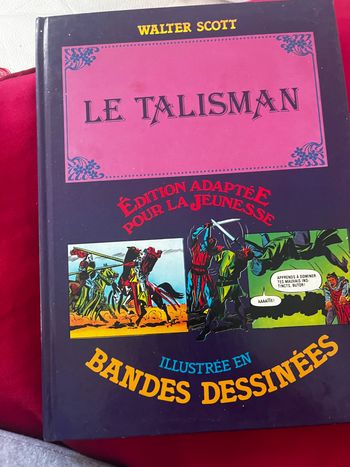 WALTER SCOTT
LE TALISMAN
ÉDITION ADAPTÉE
POUR LA JEUNESSE
APPRENDS À DOMINER
TES MAUVAIS INS-
TINCTS, BUTOR!
AAAAÏE!
ILLUSTRÉE EN
BANDES DESSINÉES